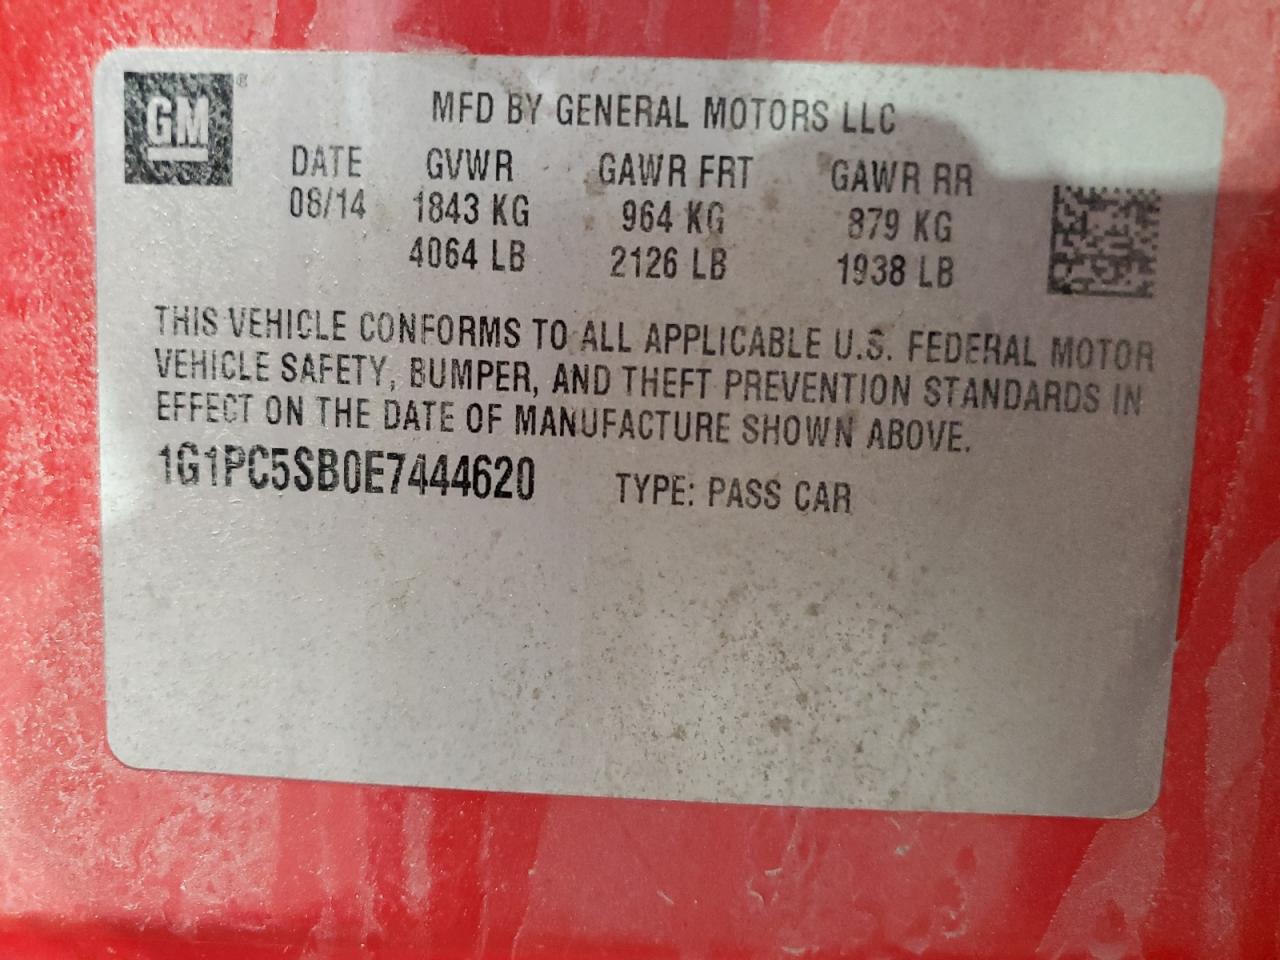 GM ®
MFD BY GENERAL MOTORS LLC
DATE GVWR GAWR FRT GAWR RR
08/14 1843 KG 964 KG 879 KG
4064 LB 2126 LB 1938 LB
THIS VEHICLE CONFORMS TO ALL APPLICABLE U.S. FEDERAL MOTOR
VEHICLE SAFETY, BUMPER, AND THEFT PREVENTION STANDARDS IN
EFFECT ON THE DATE OF MANUFACTURE SHOWN ABOVE.
1G1PC5SB0E7444620 TYPE: PASS CAR